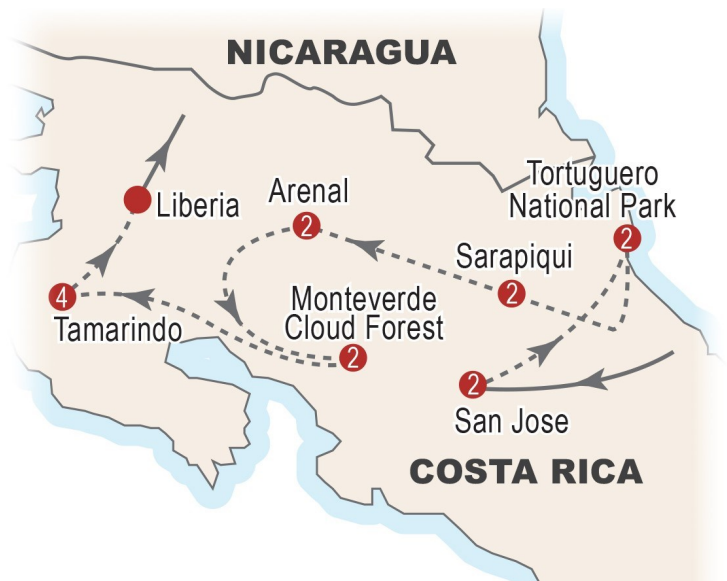 NICARAGUA
Tortuguero
National Park
2
Arenal
2
Liberia
Sarapiqui
2
4
Tamarindo
Monteverde
Cloud Forest
2
2
San Jose
COSTA RICA